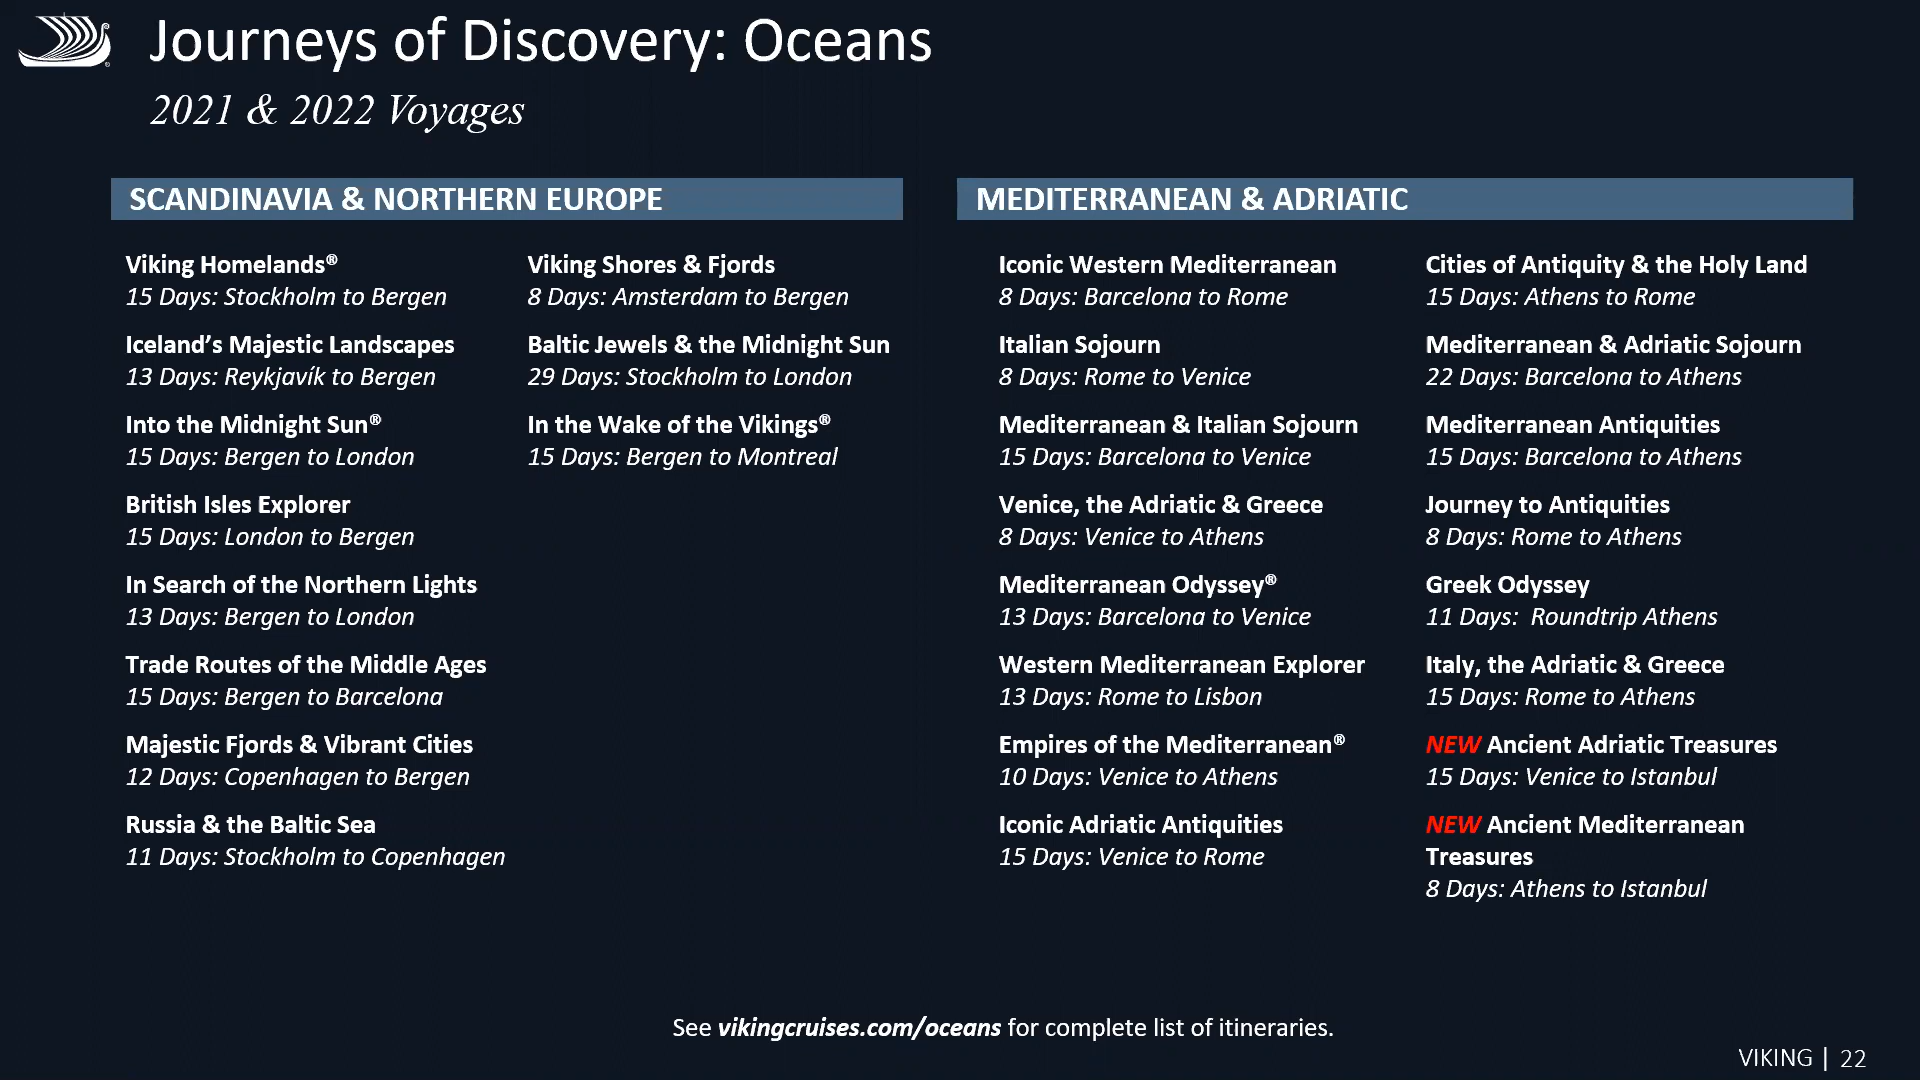 Journeys of Discovery: Oceans
2021 & 2022 Voyages
SCANDINAVIA & NORTHERN EUROPE
Viking Homelands®
15 Days: Stockholm to Bergen
Iceland’s Majestic Landscapes
13 Days: Reykjavík to Bergen
Into the Midnight Sun®
15 Days: Bergen to London
British Isles Explorer
15 Days: London to Bergen
In Search of the Northern Lights
13 Days: Bergen to London
Trade Routes of the Middle Ages
15 Days: Bergen to Barcelona
Majestic Fjords & Vibrant Cities
12 Days: Copenhagen to Bergen
Russia & the Baltic Sea
11 Days: Stockholm to Copenhagen
Viking Shores & Fjords
8 Days: Amsterdam to Bergen
Baltic Jewels & the Midnight Sun
29 Days: Stockholm to London
In the Wake of the Vikings®
15 Days: Bergen to Montreal
MEDITERRANEAN & ADRIATIC
Iconic Western Mediterranean
8 Days: Barcelona to Rome
Italian Sojourn
8 Days: Rome to Venice
Mediterranean & Italian Sojourn
15 Days: Barcelona to Venice
Venice, the Adriatic & Greece
8 Days: Venice to Athens
Mediterranean Odyssey®
13 Days: Barcelona to Venice
Western Mediterranean Explorer
13 Days: Rome to Lisbon
Empires of the Mediterranean®
10 Days: Venice to Athens
Iconic Adriatic Antiquities
15 Days: Venice to Rome
Cities of Antiquity & the Holy Land
15 Days: Athens to Rome
Mediterranean & Adriatic Sojourn
22 Days: Barcelona to Athens
Mediterranean Antiquities
15 Days: Barcelona to Athens
Journey to Antiquities
8 Days: Rome to Athens
Greek Odyssey
11 Days:  Roundtrip Athens
Italy, the Adriatic & Greece
15 Days: Rome to Athens
NEW Ancient Adriatic Treasures
15 Days: Venice to Istanbul
NEW Ancient Mediterranean
Treasures
8 Days: Athens to Istanbul
See vikingcruises.com/oceans for complete list of itineraries.
VIKING | 22